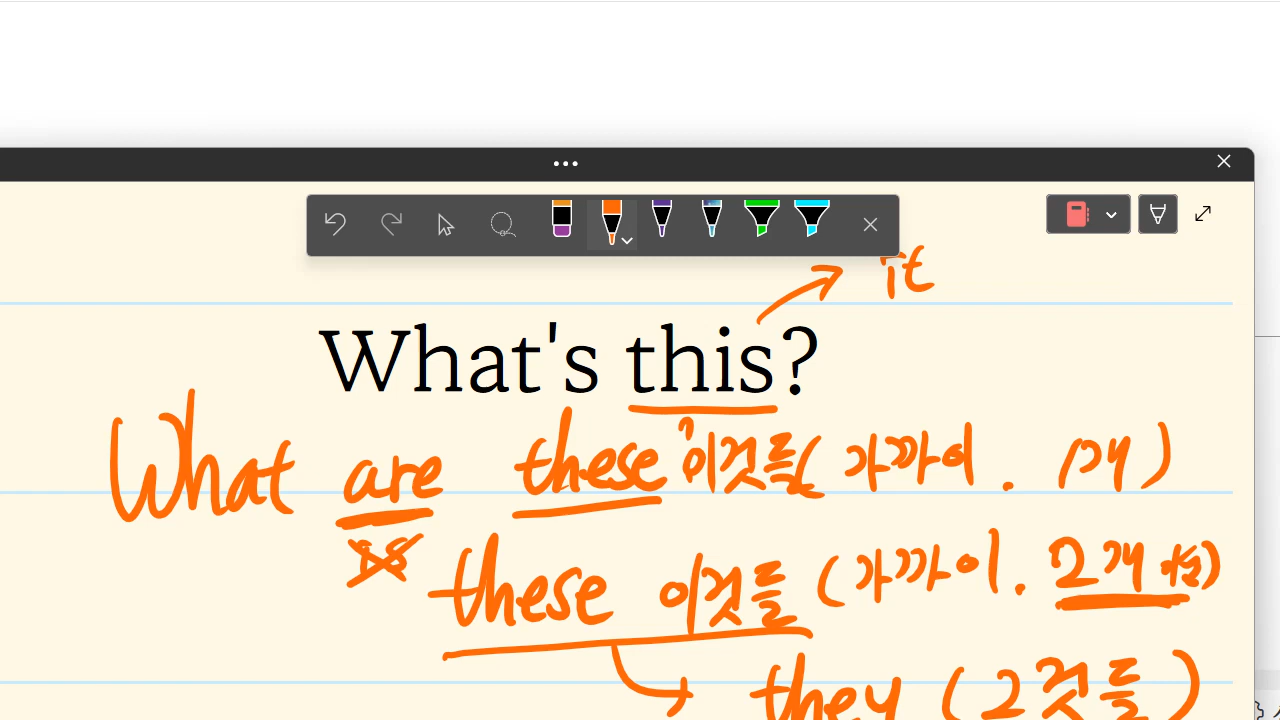 it
What's this?
What are these? 이것들( 가까이. 1개 )
is
these 이것들 (가까이. 2개 이상)
they (그것들)